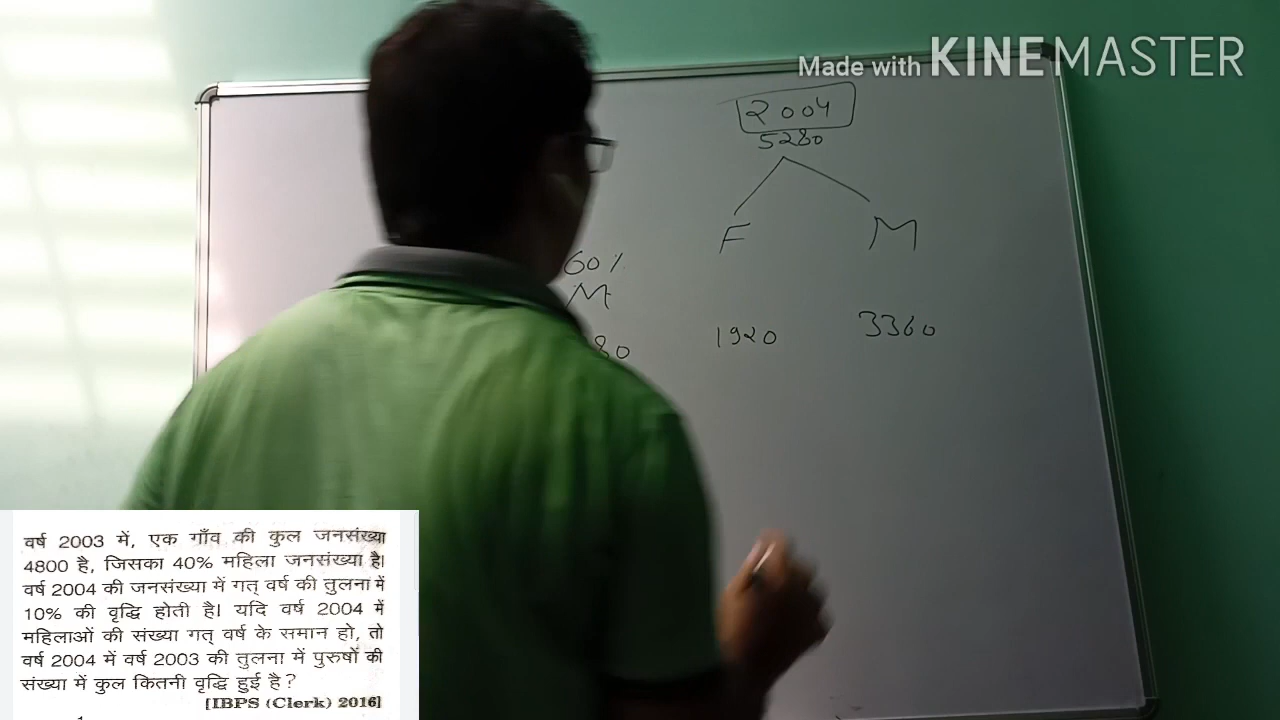 Made with KINEMASTER
2004
5280
F M
60%
M
80 1920 3360
वर्ष 2003 में, एक गाँव की कुल जनसंख्या
4800 है, जिसका 40% महिला जनसंख्या है।
वर्ष 2004 की जनसंख्या में गत् वर्ष की तुलना में
10% की वृद्धि होती है। यदि वर्ष 2004 में
महिलाओं की संख्या गत् वर्ष के समान हो, तो
वर्ष 2004 में वर्ष 2003 की तुलना में पुरुषों की
संख्या में कुल कितनी वृद्धि हुई है?
[IBPS (Clerk) 2016]